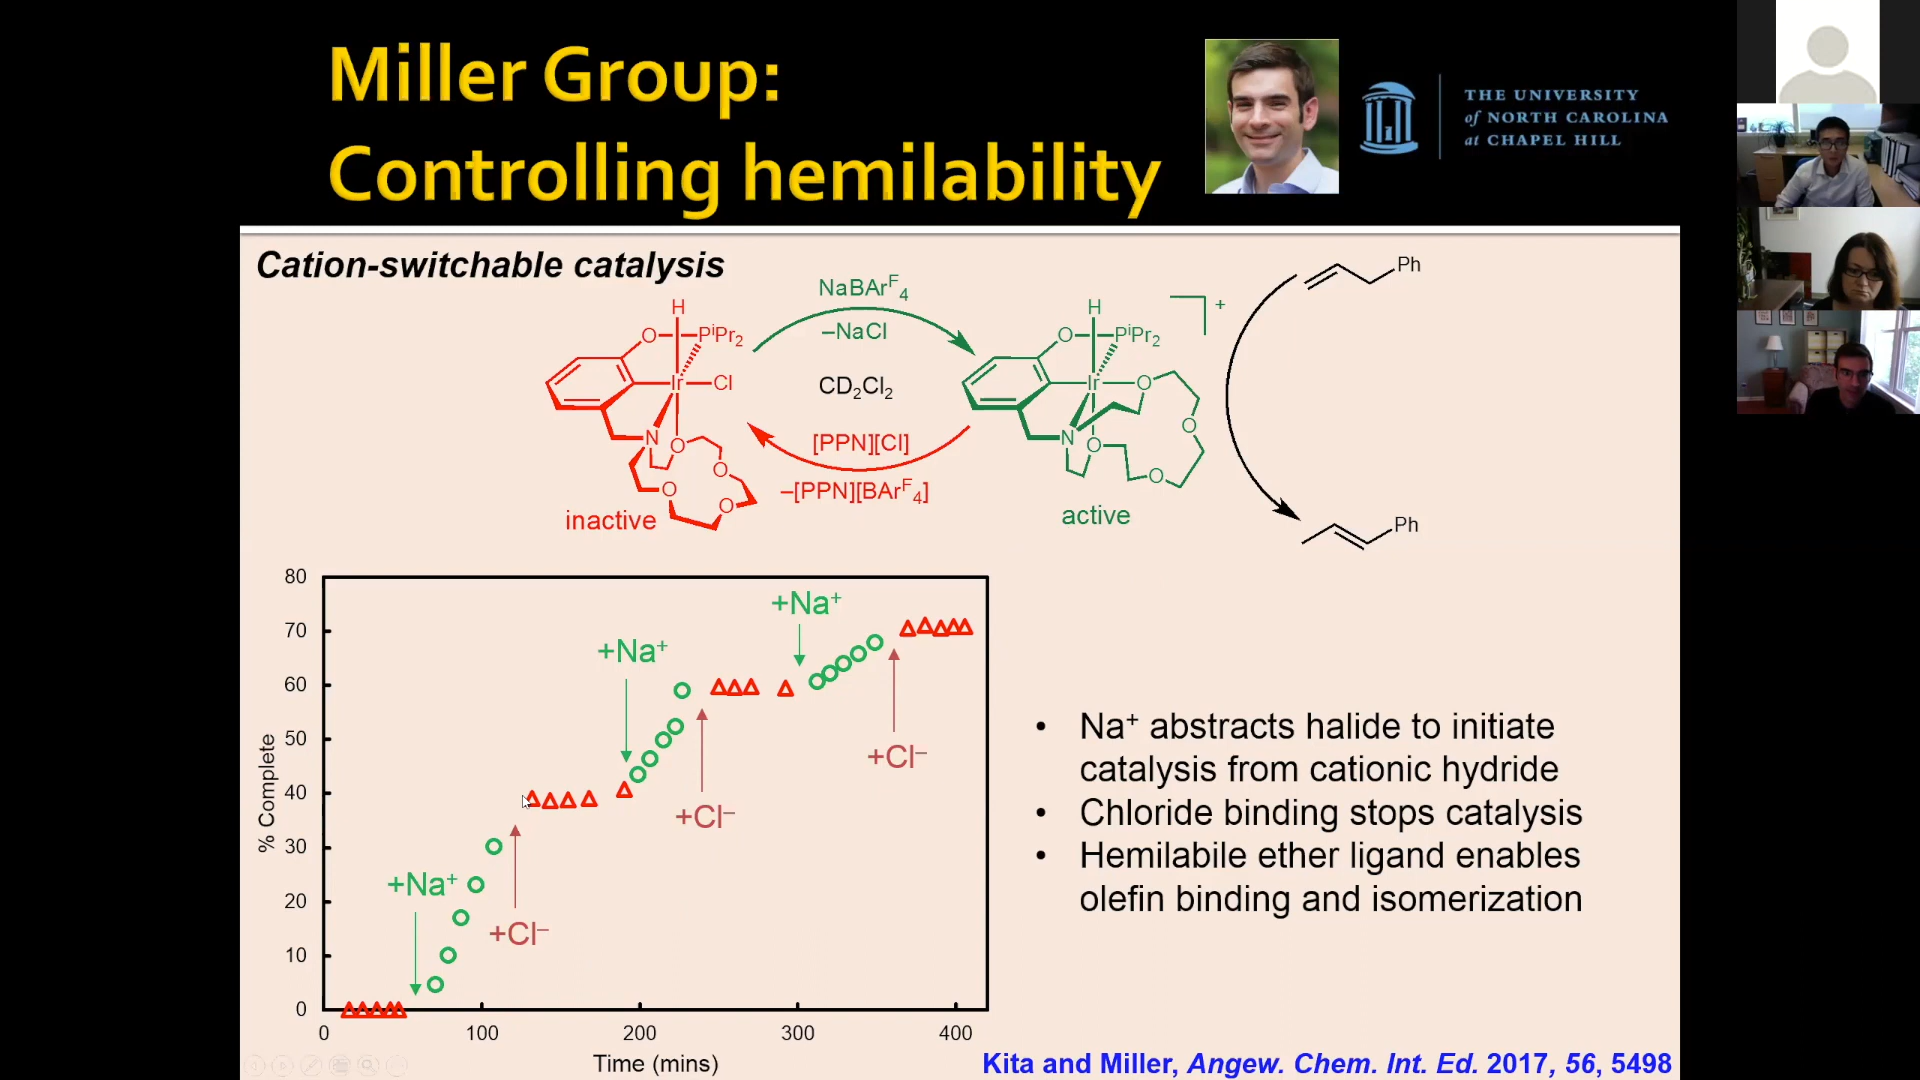 Miller Group:
Controlling hemilability
THE UNIVERSITY
of NORTH CAROLINA
at CHAPEL HILL
Cation-switchable catalysis
NaBArF4
–NaCl
CD2Cl2
[PPN][Cl]
–[PPN][BArF4]
H
O
PiPr2
Ir
Cl
N
O
O
O
O
inactive
H
+
O
PiPr2
Ir
O
O
N
O
O
active
Ph
Ph
80
70
60
50
40
30
20
10
0
% Complete
+Na+
+Cl–
+Na+
+Cl–
+Na+
+Cl–
0 100 200 300 400
Time (mins)
• Na+ abstracts halide to initiate
catalysis from cationic hydride
• Chloride binding stops catalysis
• Hemilabile ether ligand enables
olefin binding and isomerization
Kita and Miller, Angew. Chem. Int. Ed. 2017, 56, 5498